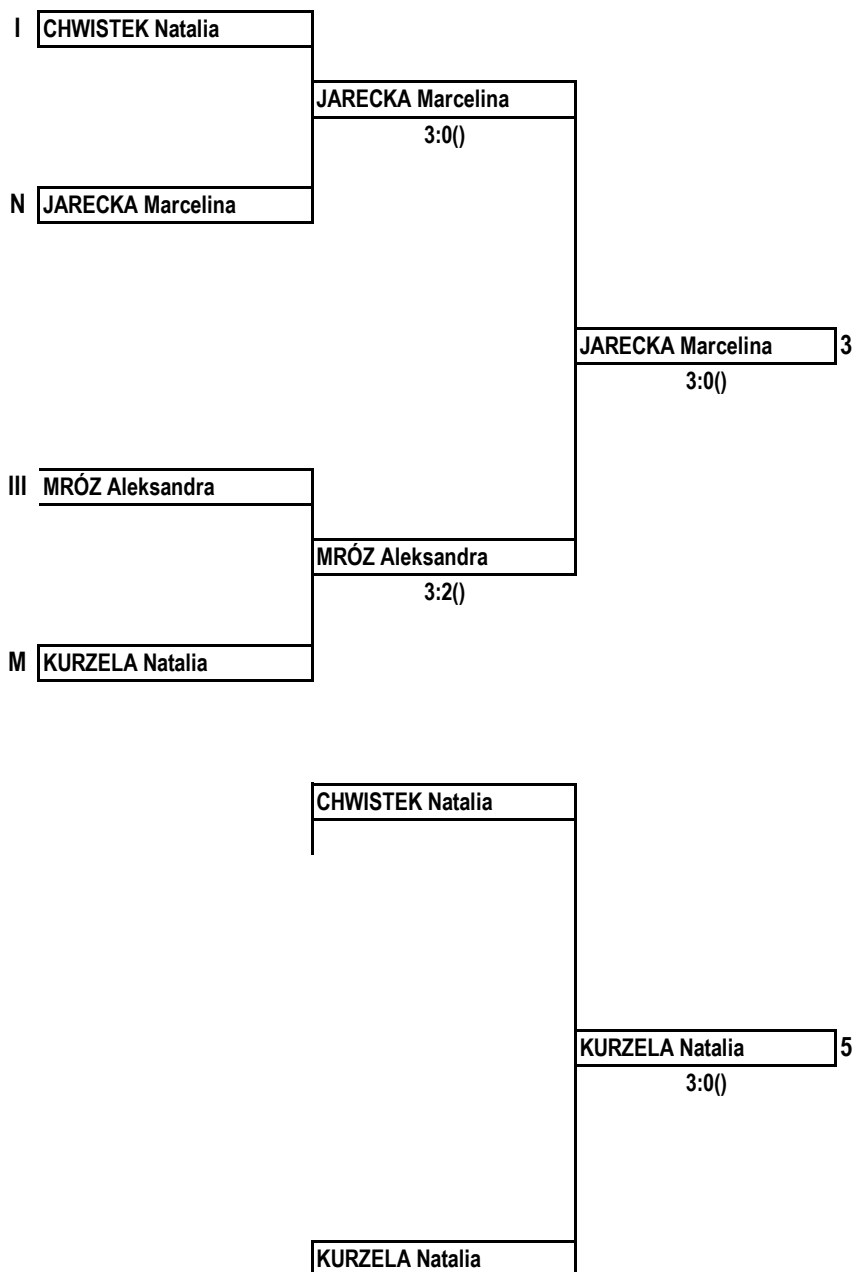 I CHWISTEK Natalia
JARECKA Marcelina
3:0()
N JARECKA Marcelina
JARECKA Marcelina 3
3:0()
III MRÓZ Aleksandra
MRÓZ Aleksandra
3:2()
M KURZELA Natalia
CHWISTEK Natalia
KURZELA Natalia 5
3:0()
KURZELA Natalia